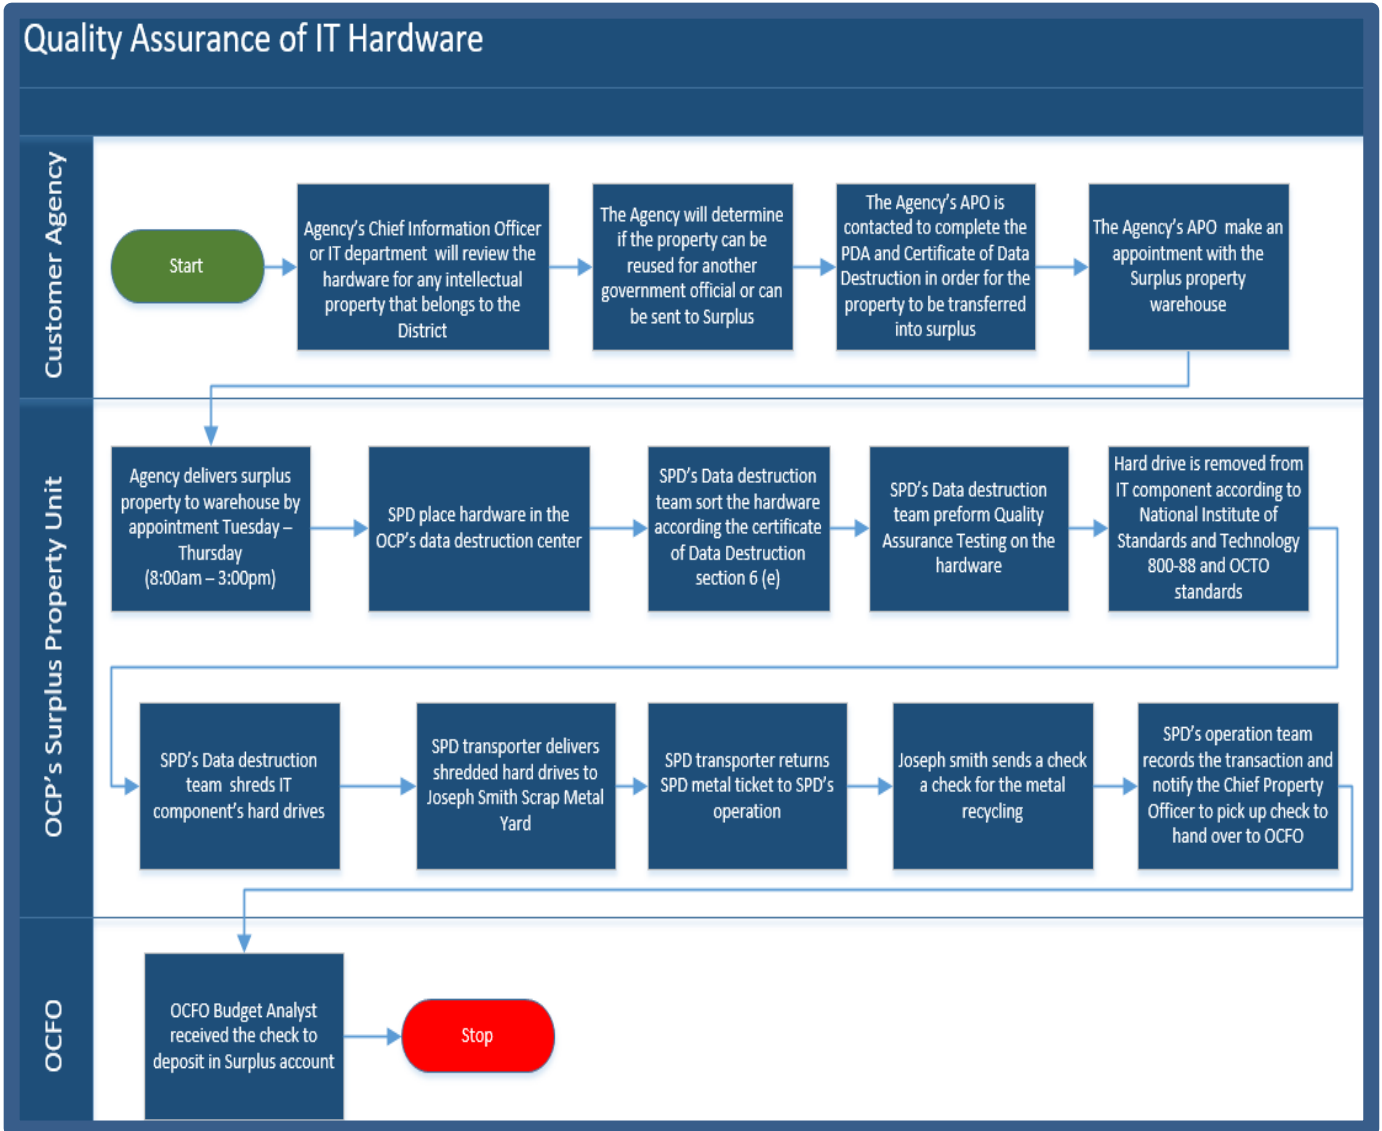 Quality Assurance of IT Hardware
Customer Agency
Start
Agency's Chief Information Officer
or IT department will review the
hardware for any intellectual
property that belongs to the
District
The Agency will determine
if the property can be
reused for another
government official or can
be sent to Surplus
The Agency's APO is
contacted to complete the
PDA and Certificate of Data
Destruction in order for the
property to be transferred
into surplus
The Agency's APO make an
appointment with the
Surplus property
warehouse
OCP's Surplus Property Unit
Agency delivers surplus
property to warehouse by
appointment Tuesday –
Thursday
(8:00am – 3:00pm)
SPD place hardware in the
OCP's data destruction center
SPD's Data destruction
team sort the hardware
according the certificate
of Data Destruction
section 6 (e)
SPD's Data destruction
team preform Quality
Assurance Testing on the
hardware
Hard drive is removed from
IT component according to
National Institute of
Standards and Technology
800-88 and OCTO
standards
SPD's Data destruction
team shreds IT
component's hard drives
SPD transporter delivers
shredded hard drives to
Joseph Smith Scrap Metal
Yard
SPD transporter returns
SPD metal ticket to SPD's
operation
Joseph smith sends a check
a check for the metal
recycling
SPD's operation team
records the transaction and
notify the Chief Property
Officer to pick up check to
hand over to OCFO
OCFO
OCFO Budget Analyst
received the check to
deposit in Surplus account
Stop